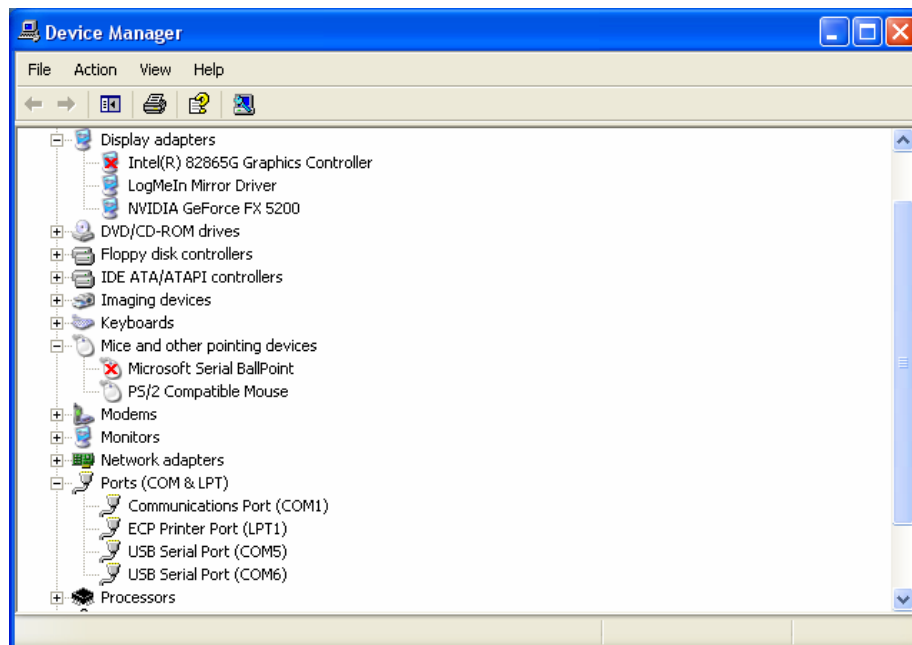 Device Manager
File Action View Help
Display adapters
Intel(R) 82865G Graphics Controller
LogMeIn Mirror Driver
NVIDIA GeForce FX 5200
DVD/CD-ROM drives
Floppy disk controllers
IDE ATA/ATAPI controllers
Imaging devices
Keyboards
Mice and other pointing devices
Microsoft Serial BallPoint
PS/2 Compatible Mouse
Modems
Monitors
Network adapters
Ports (COM & LPT)
Communications Port (COM1)
ECP Printer Port (LPT1)
USB Serial Port (COM5)
USB Serial Port (COM6)
Processors